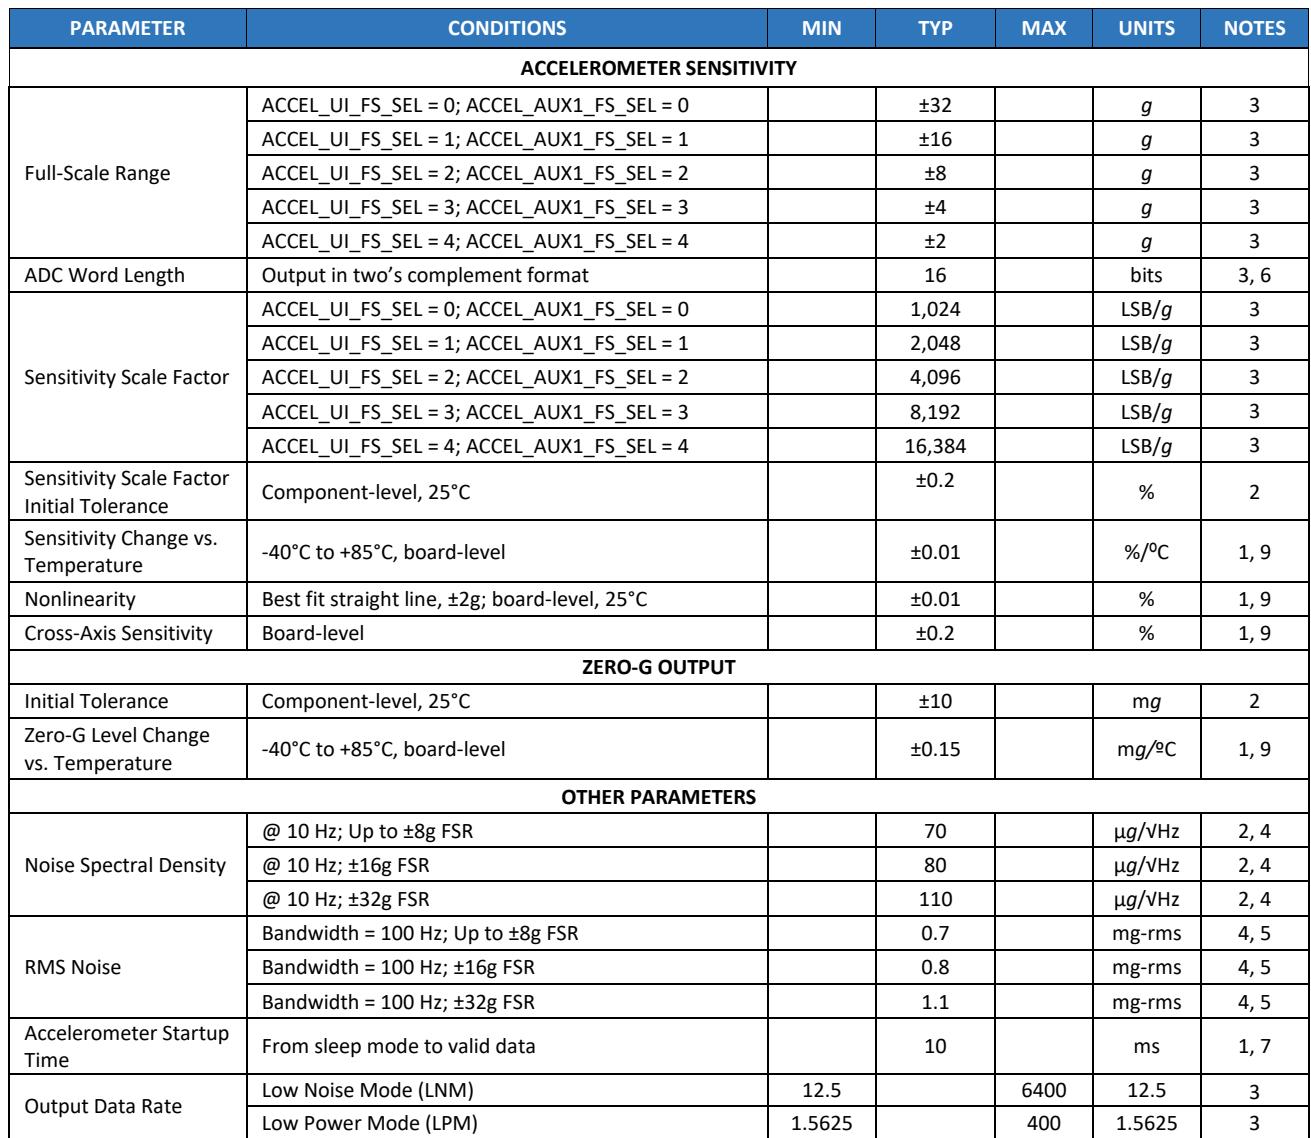 PARAMETER CONDITIONS MIN TYP MAX UNITS NOTES
ACCELEROMETER SENSITIVITY
Full-Scale Range
ACCEL_UI_FS_SEL = 0; ACCEL_AUX1_FS_SEL = 0 ±32 g 3
ACCEL_UI_FS_SEL = 1; ACCEL_AUX1_FS_SEL = 1 ±16 g 3
ACCEL_UI_FS_SEL = 2; ACCEL_AUX1_FS_SEL = 2 ±8 g 3
ACCEL_UI_FS_SEL = 3; ACCEL_AUX1_FS_SEL = 3 ±4 g 3
ACCEL_UI_FS_SEL = 4; ACCEL_AUX1_FS_SEL = 4 ±2 g 3
ADC Word Length Output in two’s complement format 16 bits 3, 6
Sensitivity Scale Factor
ACCEL_UI_FS_SEL = 0; ACCEL_AUX1_FS_SEL = 0 1,024 LSB/g 3
ACCEL_UI_FS_SEL = 1; ACCEL_AUX1_FS_SEL = 1 2,048 LSB/g 3
ACCEL_UI_FS_SEL = 2; ACCEL_AUX1_FS_SEL = 2 4,096 LSB/g 3
ACCEL_UI_FS_SEL = 3; ACCEL_AUX1_FS_SEL = 3 8,192 LSB/g 3
ACCEL_UI_FS_SEL = 4; ACCEL_AUX1_FS_SEL = 4 16,384 LSB/g 3
Sensitivity Scale Factor
Initial Tolerance
Component-level, 25°C ±0.2 % 2
Sensitivity Change vs.
Temperature
-40°C to +85°C, board-level ±0.01 %/⁰C 1, 9
Nonlinearity Best fit straight line, ±2g; board-level, 25°C ±0.01 % 1, 9
Cross-Axis Sensitivity Board-level ±0.2 % 1, 9
ZERO-G OUTPUT
Initial Tolerance Component-level, 25°C ±10 mg 2
Zero-G Level Change
vs. Temperature
-40°C to +85°C, board-level ±0.15 mg/ºC 1, 9
OTHER PARAMETERS
Noise Spectral Density
@ 10 Hz; Up to ±8g FSR 70 µg/√Hz 2, 4
@ 10 Hz; ±16g FSR 80 µg/√Hz 2, 4
@ 10 Hz; ±32g FSR 110 µg/√Hz 2, 4
RMS Noise
Bandwidth = 100 Hz; Up to ±8g FSR 0.7 mg-rms 4, 5
Bandwidth = 100 Hz; ±16g FSR 0.8 mg-rms 4, 5
Bandwidth = 100 Hz; ±32g FSR 1.1 mg-rms 4, 5
Accelerometer Startup
Time
From sleep mode to valid data 10 ms 1, 7
Output Data Rate
Low Noise Mode (LNM) 12.5 6400 12.5 3
Low Power Mode (LPM) 1.5625 400 1.5625 3